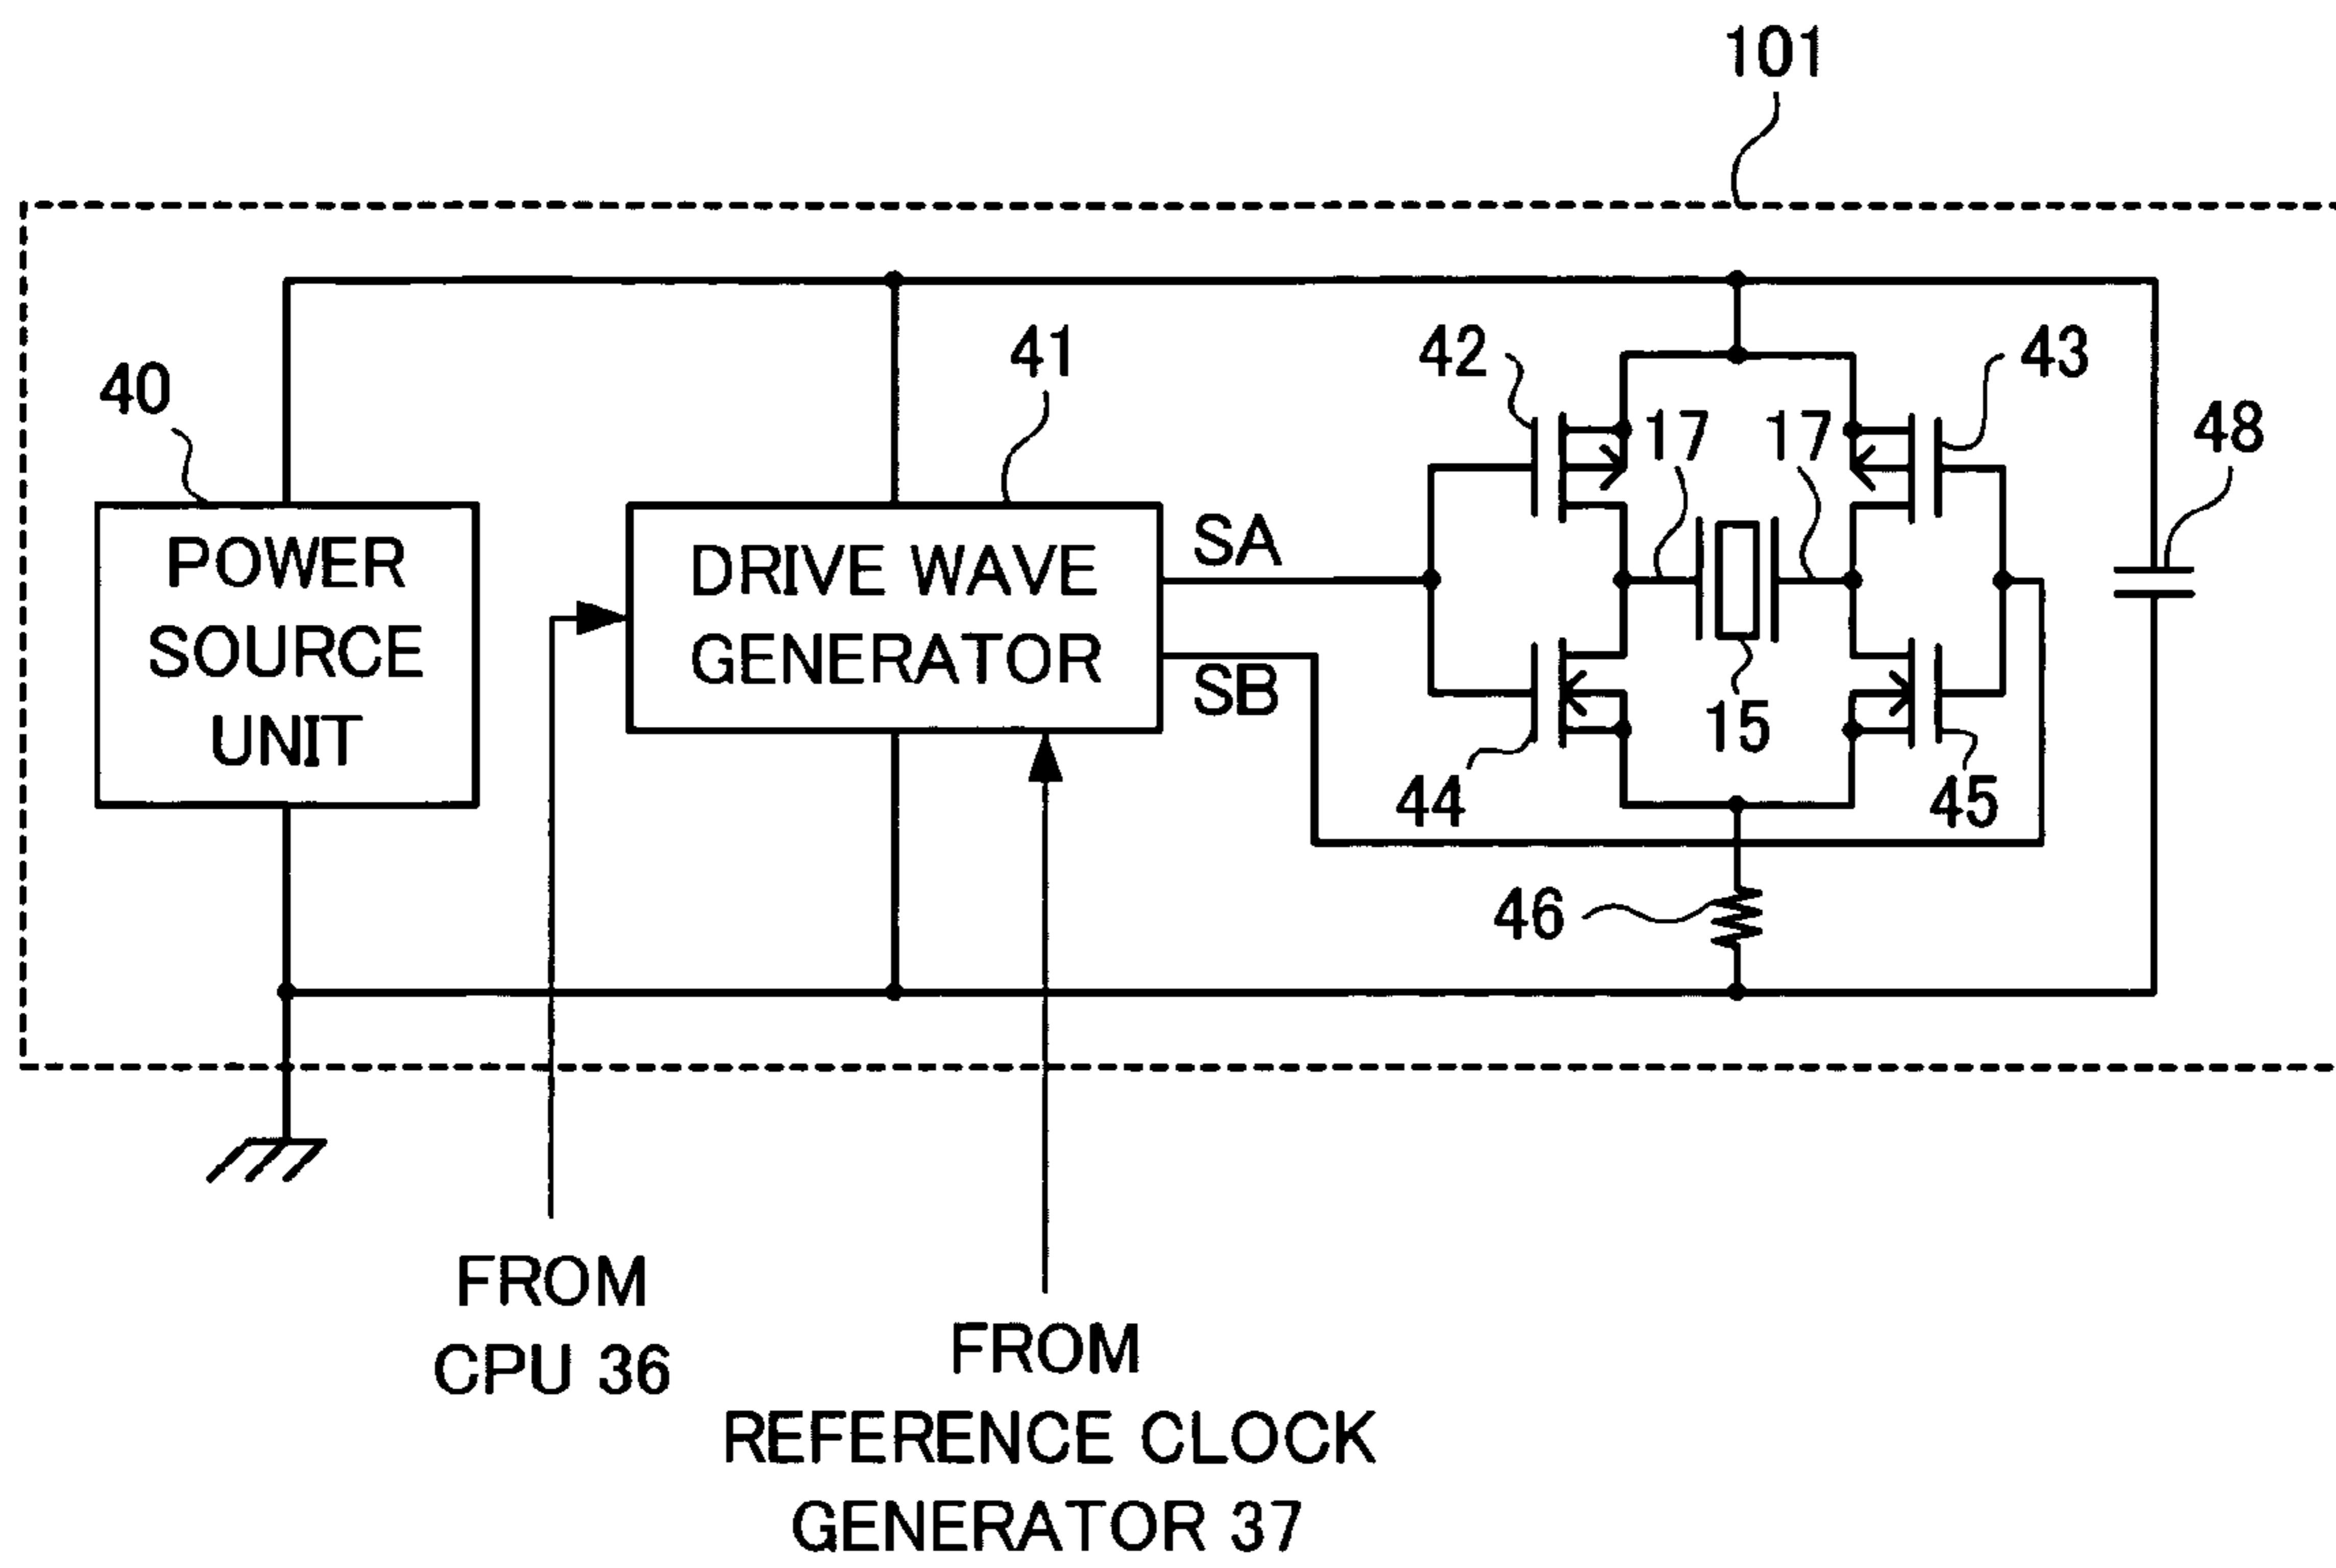 101
40
41
42
43
17
17
48
POWER
SOURCE
UNIT
DRIVE WAVE
GENERATOR
SA
SB
15
44
45
46
FROM
CPU 36
FROM
REFERENCE CLOCK
GENERATOR 37